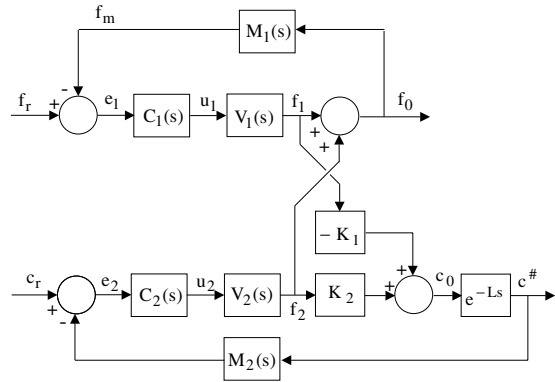 f_m
M_1(s)
-
f_r
+
e_1
C_1(s)
u_1
V_1(s)
f_1
+
+
f_0
- K_1
c_r
+
-
e_2
C_2(s)
u_2
V_2(s)
f_2
K_2
+
+
c_0
e^{-Ls}
c^#
M_2(s)